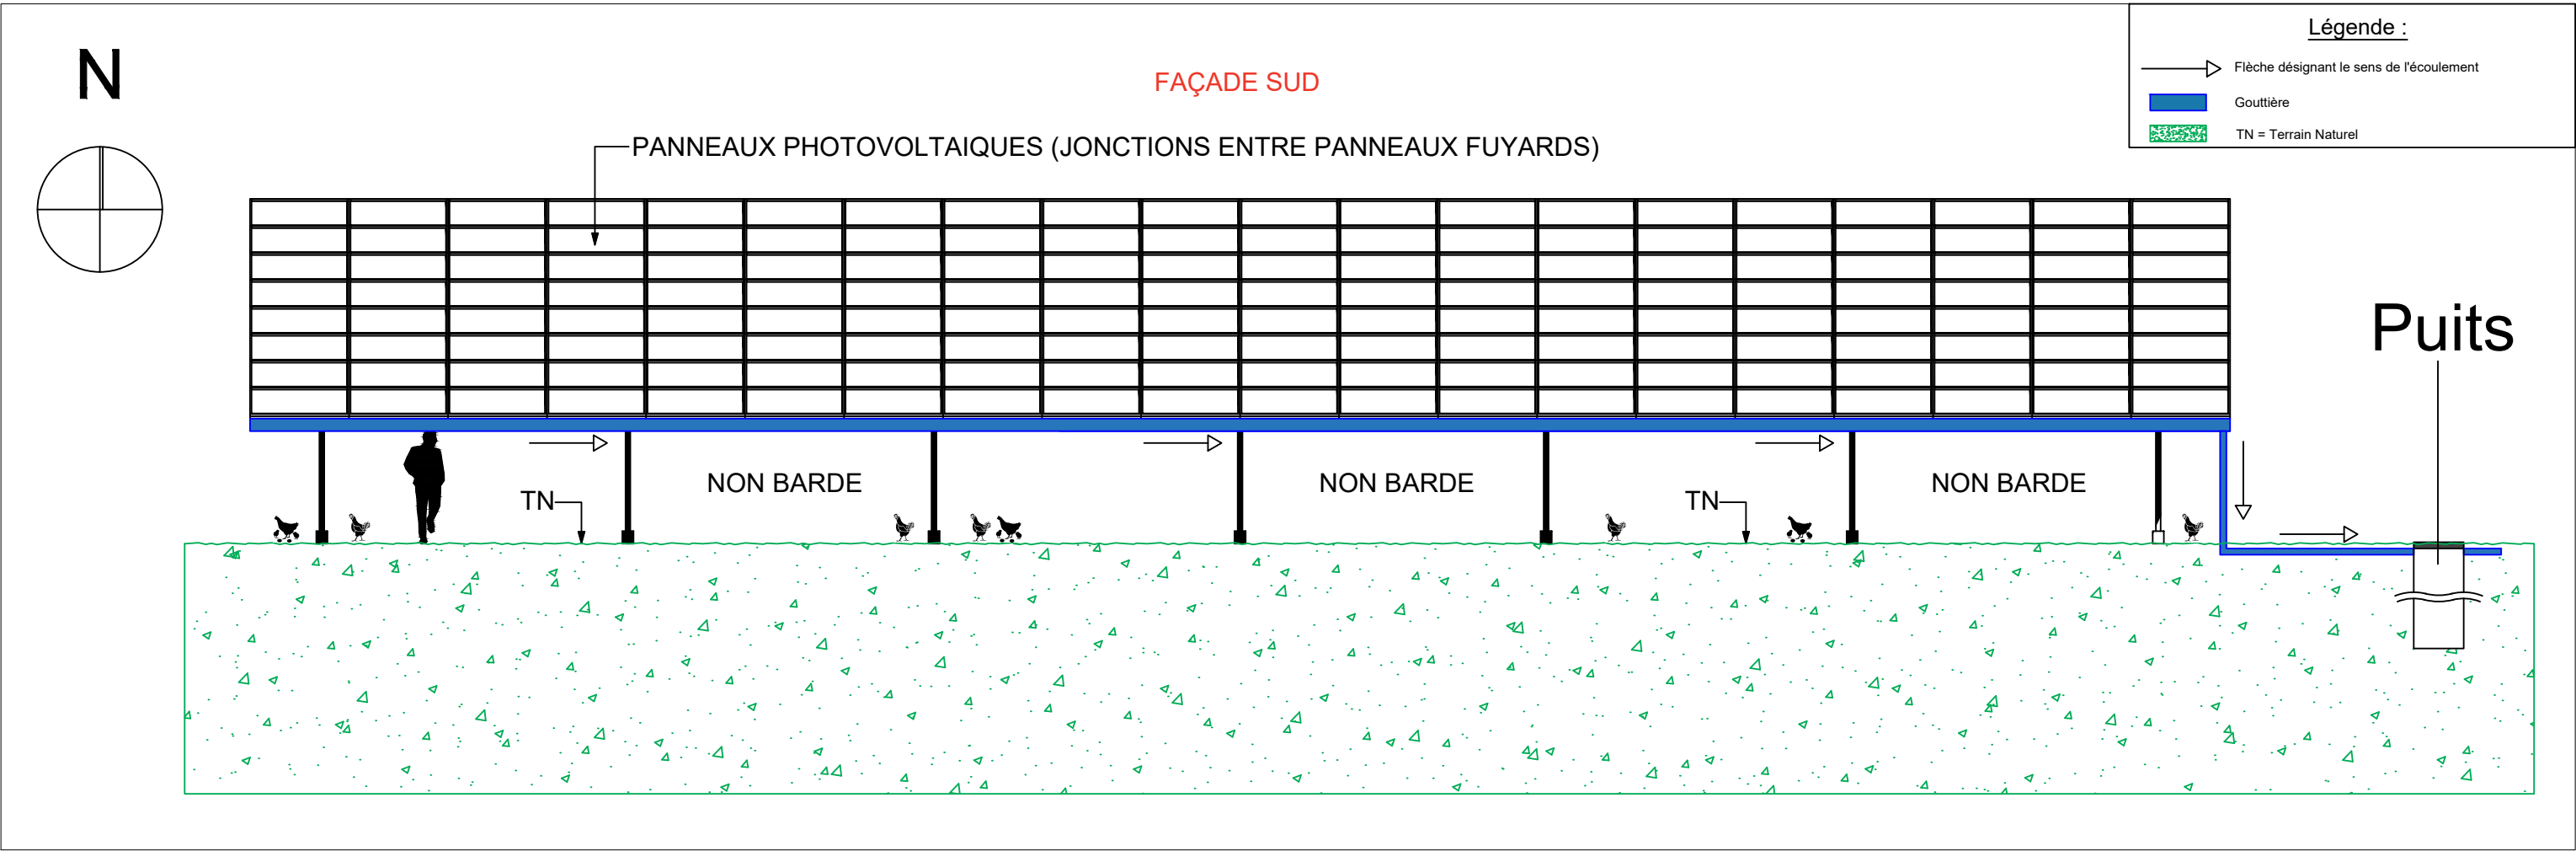 N
FAÇADE SUD
PANNEAUX PHOTOVOLTAIQUES (JONCTIONS ENTRE PANNEAUX FUYARDS)
Légende :
Flèche désignant le sens de l'écoulement
Gouttière
TN = Terrain Naturel
Puits
TN
NON BARDE
NON BARDE
TN
NON BARDE